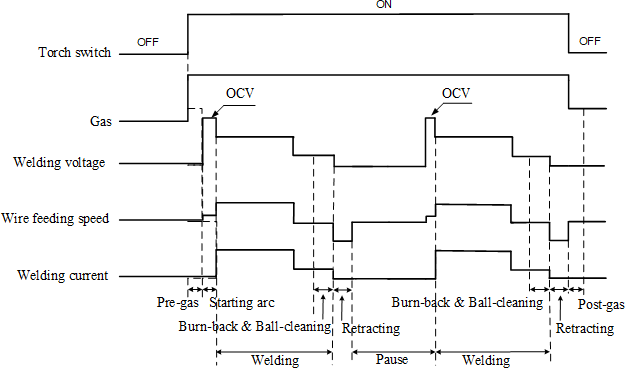 ON
OFF
OFF
Torch switch
OCV
OCV
Gas
Welding voltage
Wire feeding speed
Welding current
Pre-gas
Starting arc
Burn-back & Ball-cleaning
Post-gas
Burn-back & Ball-cleaning
Retracting
Retracting
Welding
Pause
Welding